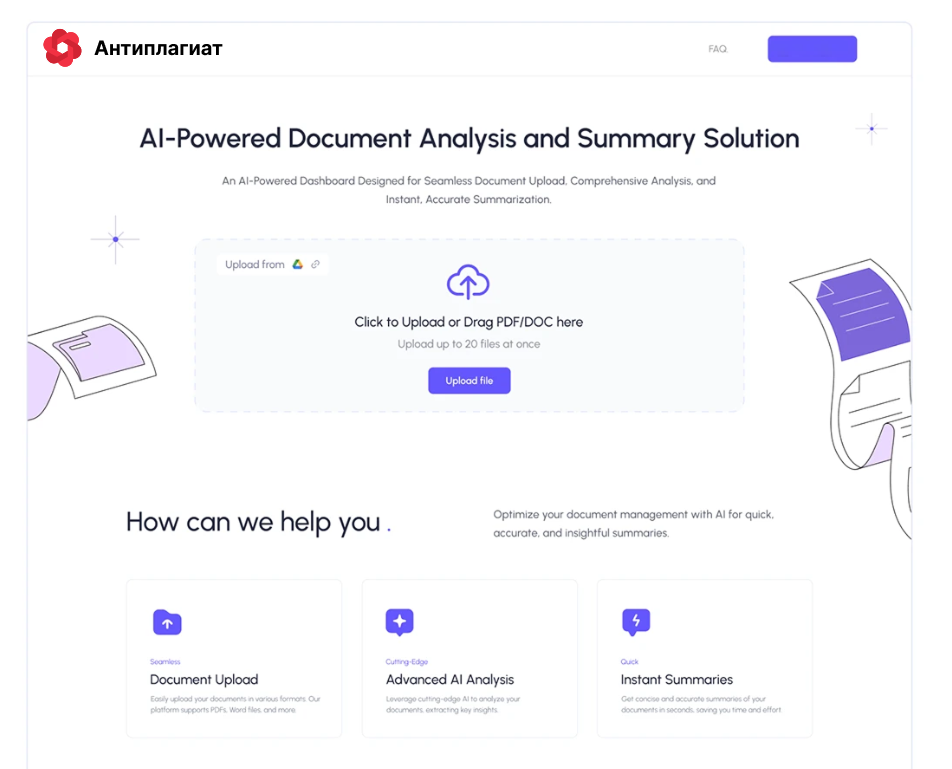 Антиплагиат
FAQ
AI-Powered Document Analysis and Summary Solution
An AI-Powered Dashboard Designed for Seamless Document Upload, Comprehensive Analysis, and
Instant, Accurate Summarization.
Upload from
Click to Upload or Drag PDF/DOC here
Upload up to 20 files at once
Upload file
How can we help you .
Optimize your document management with AI for quick,
accurate, and insightful summaries.
Seamless
Document Upload
Easily upload your documents in various formats. Our
platform supports PDFs, Word files, and more.
Cutting-Edge
Advanced AI Analysis
Leverage cutting-edge AI to analyze your
documents, extracting key insights.
Quick
Instant Summaries
Get concise and accurate summaries of your
documents in seconds, saving you time and effort.